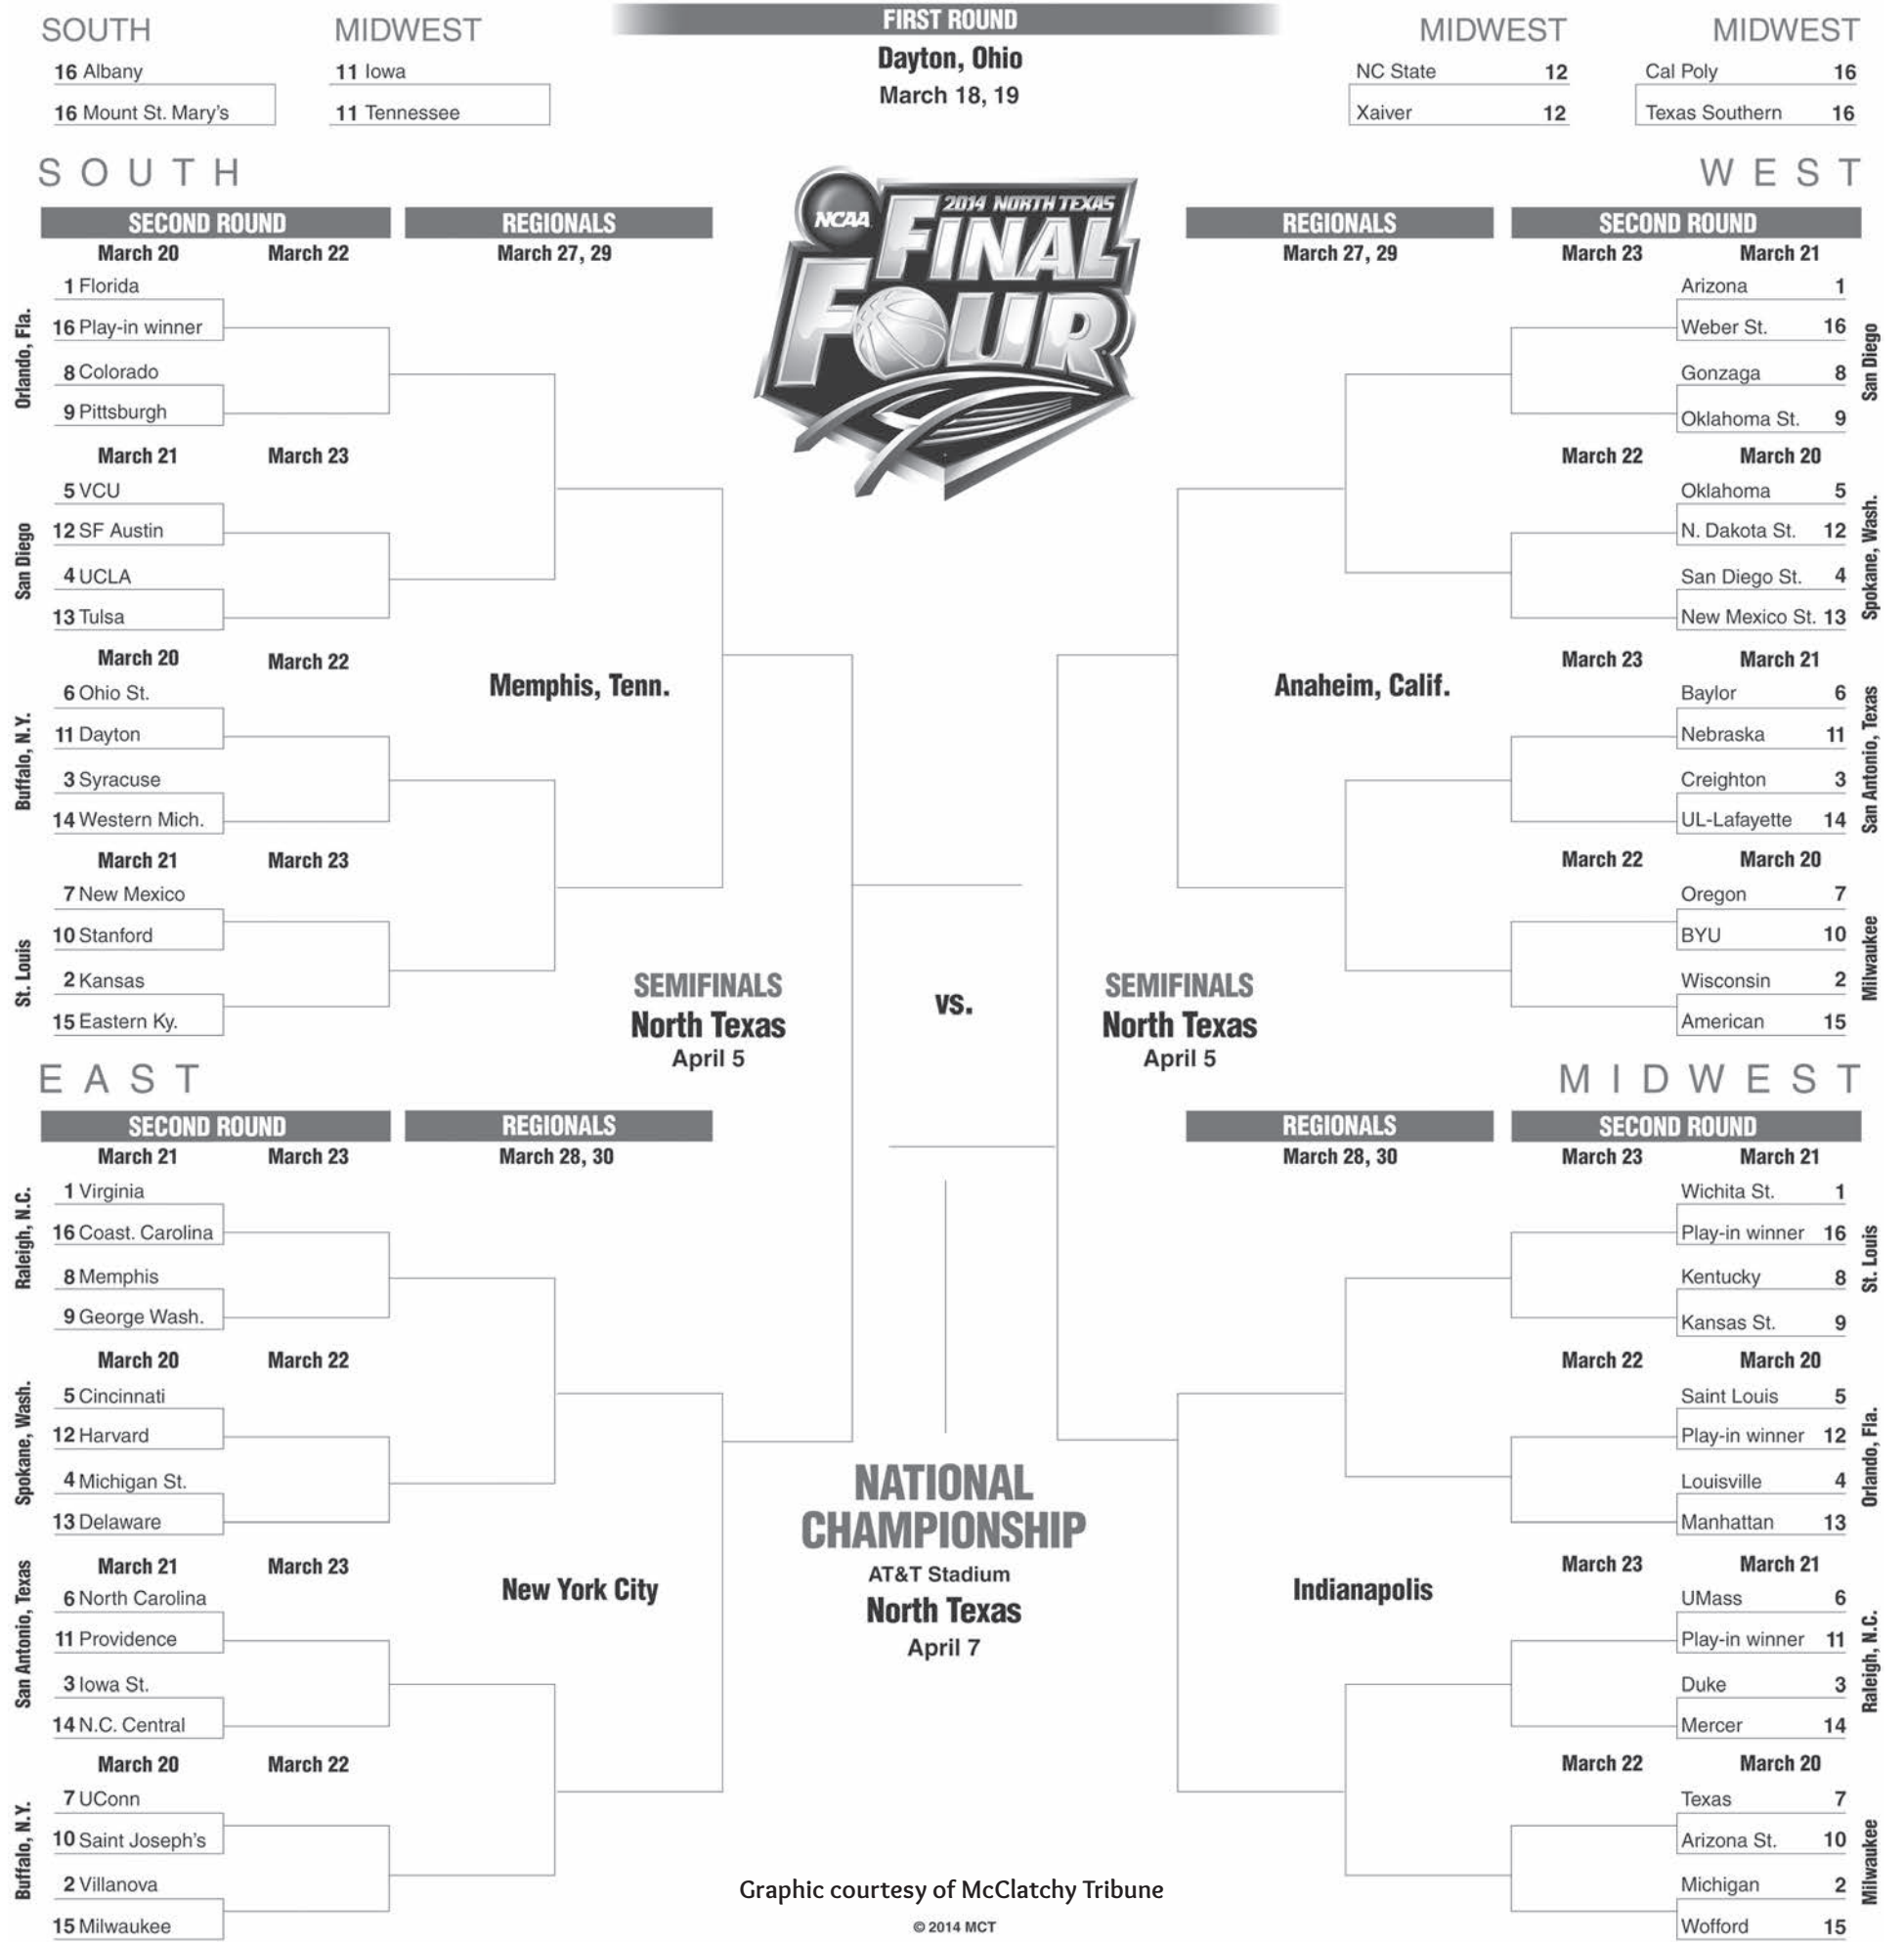 FIRST ROUND
Dayton, Ohio
March 18, 19
SOUTH
16 Albany
16 Mount St. Mary's
MIDWEST
11 Iowa
11 Tennessee
MIDWEST
NC State 12
Xaiver 12
MIDWEST
Cal Poly 16
Texas Southern 16
NCAA
2014 NORTH TEXAS
FINAL
FOUR
SOUTH
SECOND ROUND
REGIONALS
March 20
March 22
March 27, 29
Orlando, Fla.
1 Florida
16 Play-in winner
8 Colorado
9 Pittsburgh
March 21
March 23
San Diego
5 VCU
12 SF Austin
4 UCLA
13 Tulsa
March 20
March 22
Buffalo, N.Y.
6 Ohio St.
11 Dayton
3 Syracuse
14 Western Mich.
March 21
March 23
St. Louis
7 New Mexico
10 Stanford
2 Kansas
15 Eastern Ky.
Memphis, Tenn.
WEST
REGIONALS
SECOND ROUND
March 27, 29
March 23
March 21
Arizona 1
Weber St. 16
Gonzaga 8
Oklahoma St. 9
San Diego
March 22
March 20
Oklahoma 5
N. Dakota St. 12
San Diego St. 4
New Mexico St. 13
Spokane, Wash.
March 23
March 21
Baylor 6
Nebraska 11
Creighton 3
UL-Lafayette 14
San Antonio, Texas
March 22
March 20
Oregon 7
BYU 10
Wisconsin 2
American 15
Milwaukee
Anaheim, Calif.
SEMIFINALS
North Texas
April 5
vs.
SEMIFINALS
North Texas
April 5
EAST
SECOND ROUND
REGIONALS
March 21
March 23
March 28, 30
Raleigh, N.C.
1 Virginia
16 Coast. Carolina
8 Memphis
9 George Wash.
March 20
March 22
Spokane, Wash.
5 Cincinnati
12 Harvard
4 Michigan St.
13 Delaware
March 21
March 23
San Antonio, Texas
6 North Carolina
11 Providence
3 Iowa St.
14 N.C. Central
March 20
March 22
Buffalo, N.Y.
7 UConn
10 Saint Joseph's
2 Villanova
15 Milwaukee
New York City
MIDWEST
REGIONALS
SECOND ROUND
March 28, 30
March 23
March 21
Wichita St. 1
Play-in winner 16
Kentucky 8
Kansas St. 9
St. Louis
March 22
March 20
Saint Louis 5
Play-in winner 12
Louisville 4
Manhattan 13
Orlando, Fla.
March 23
March 21
UMass 6
Play-in winner 11
Duke 3
Mercer 14
Raleigh, N.C.
March 22
March 20
Texas 7
Arizona St. 10
Michigan 2
Wofford 15
Milwaukee
Indianapolis
NATIONAL
CHAMPIONSHIP
AT&T Stadium
North Texas
April 7
Graphic courtesy of McClatchy Tribune
© 2014 MCT